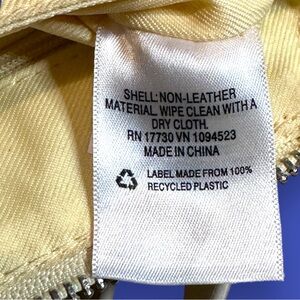 SHELL: NON-LEATHER
MATERIAL. WIPE CLEAN WITH A
DRY CLOTH.
RN 17730 VN 1094523
MADE IN CHINA
LABEL MADE FROM 100%
RECYCLED PLASTIC